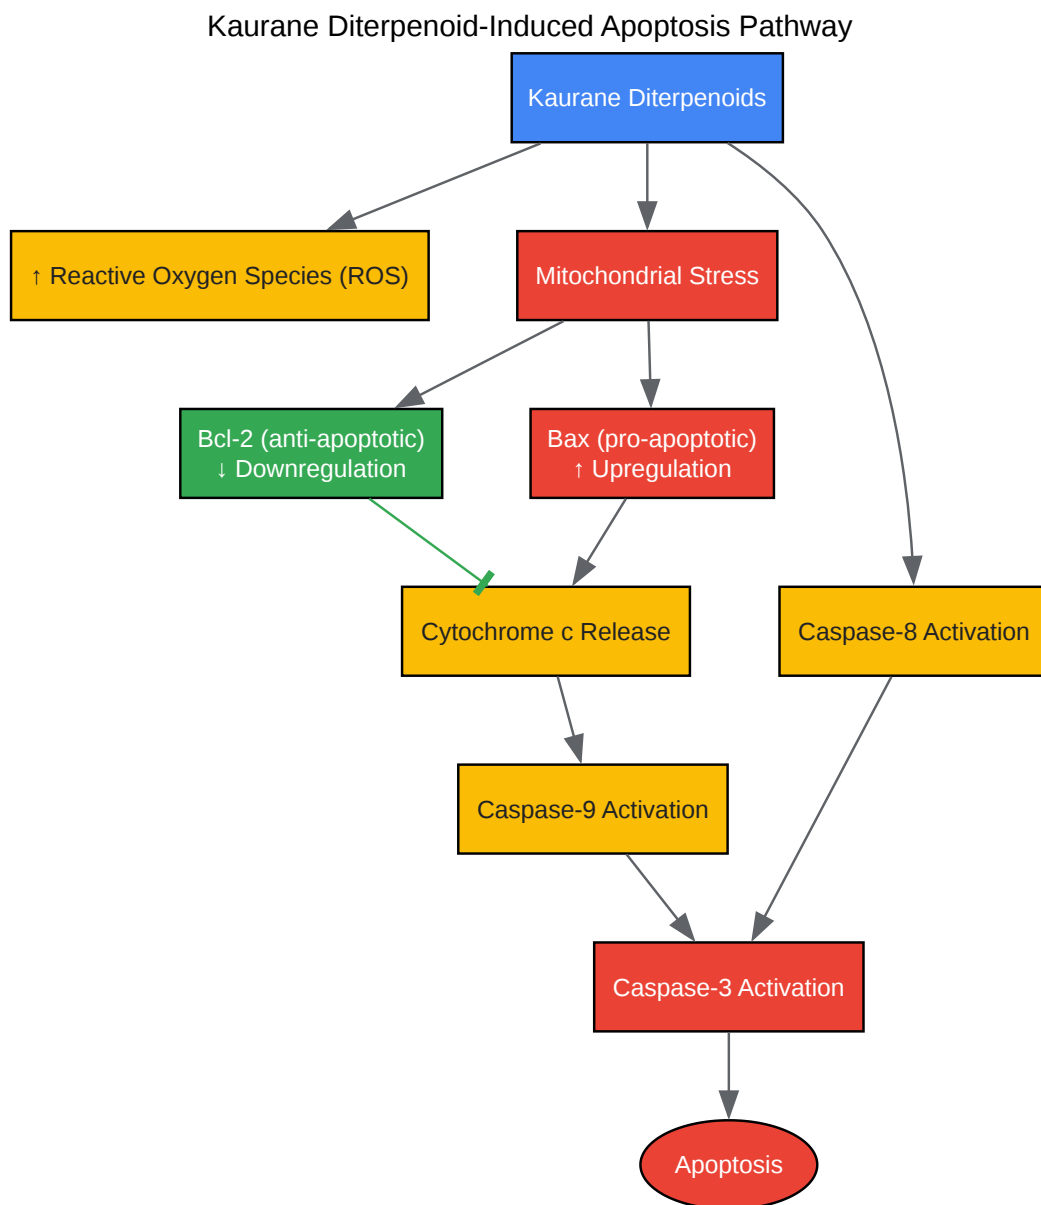 Kaurane Diterpenoid-Induced Apoptosis Pathway
Kaurane Diterpenoids
↑ Reactive Oxygen Species (ROS)
Mitochondrial Stress
Bcl-2 (anti-apoptotic)
↓ Downregulation
Bax (pro-apoptotic)
↑ Upregulation
Cytochrome c Release
Caspase-8 Activation
Caspase-9 Activation
Caspase-3 Activation
Apoptosis